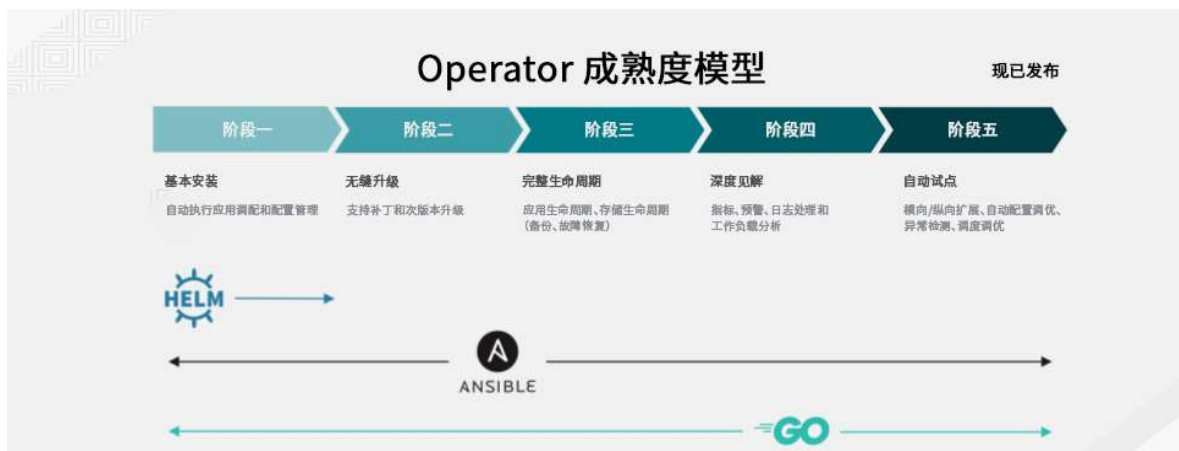 Operator 成熟度模型
现已发布
阶段一
阶段二
阶段三
阶段四
阶段五
基本安装
自动执行应用调配和配置管理
无缝升级
支持补丁和次版本升级
完整生命周期
应用生命周期、存储生命周期
(备份、故障恢复)
深度见解
指标、预警、日志处理和
工作负载分析
自动试点
横向/纵向扩展、自动配置调优、
异常检测、调度调优
HELM
ANSIBLE
GO